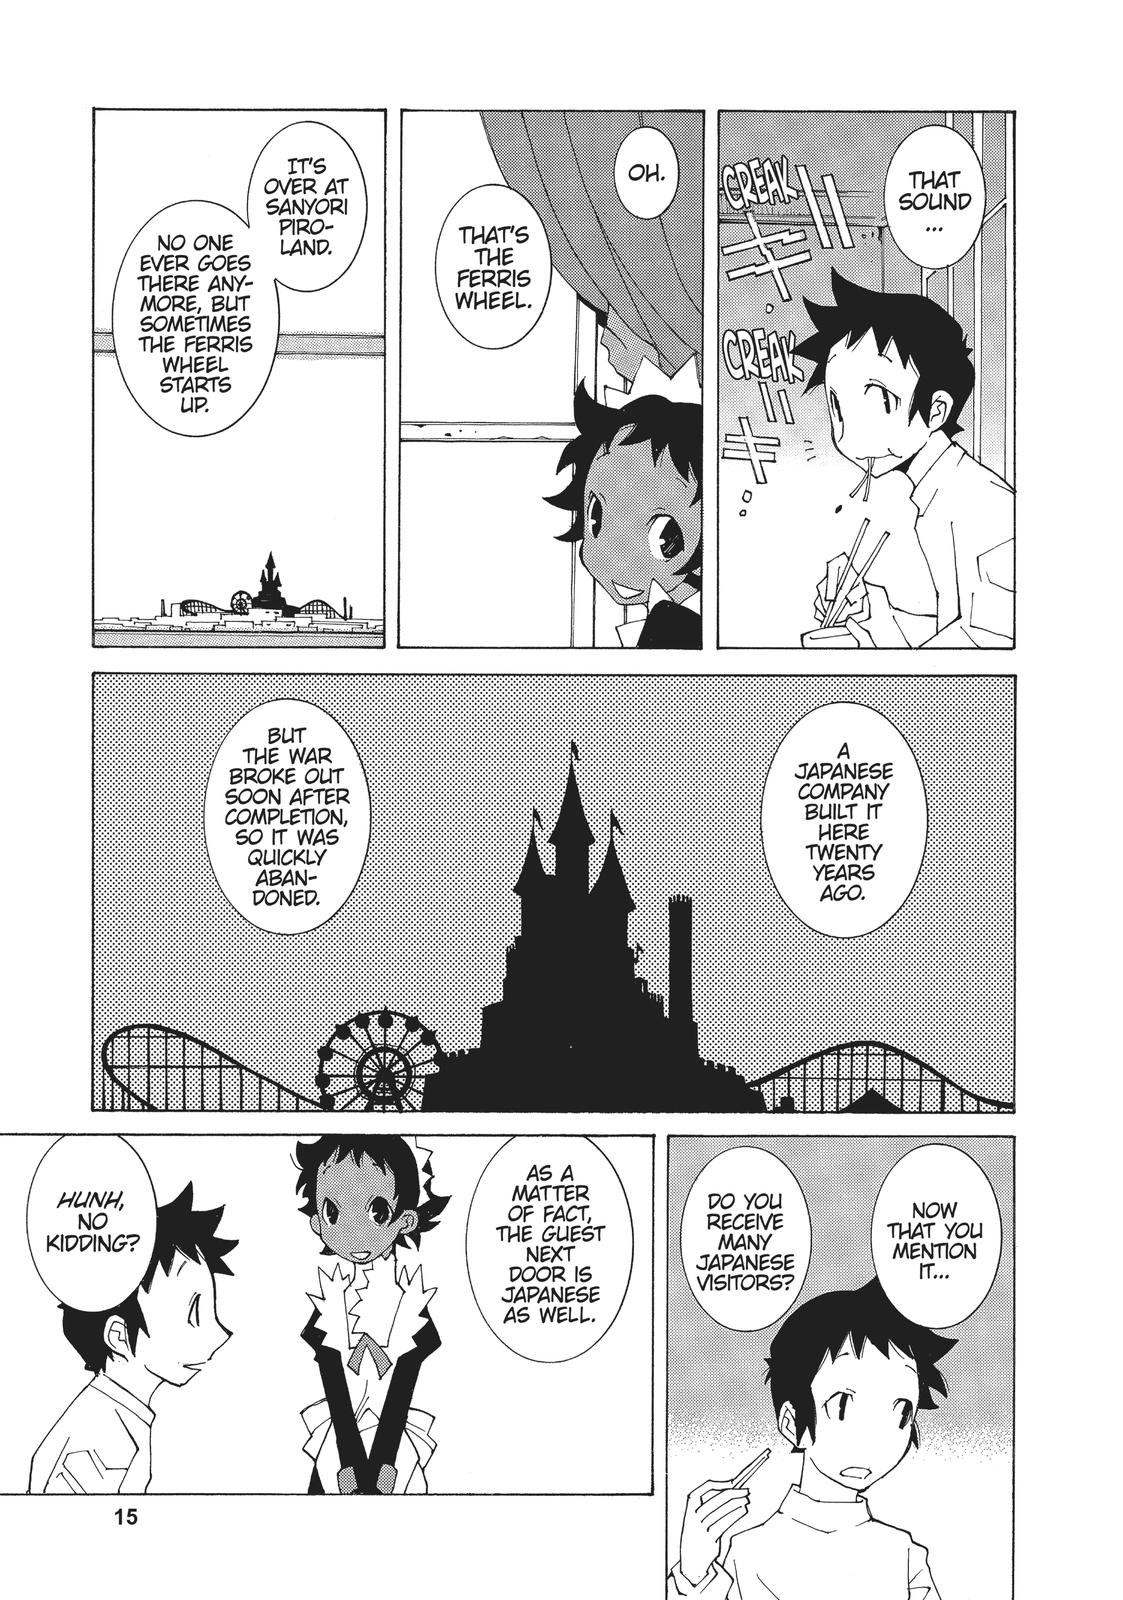 THAT
SOUND
...
CREAK
ギ
CREAK
ギ
OH.
THAT'S
THE
FERRIS
WHEEL.
IT'S
OVER AT
SANYORI
PIRO-
LAND.
NO ONE
EVER GOES
THERE ANY-
MORE, BUT
SOMETIMES
THE FERRIS
WHEEL
STARTS
UP.
A
JAPANESE
COMPANY
BUILT IT
HERE
TWENTY
YEARS
AGO.
BUT
THE WAR
BROKE OUT
SOON AFTER
COMPLETION,
SO IT WAS
QUICKLY
ABAN-
DONED.
NOW
THAT YOU
MENTION
IT...
DO YOU
RECEIVE
MANY
JAPANESE
VISITORS?
AS A
MATTER
OF FACT,
THE GUEST
NEXT
DOOR IS
JAPANESE
AS WELL.
HUNH,
NO
KIDDING?
15